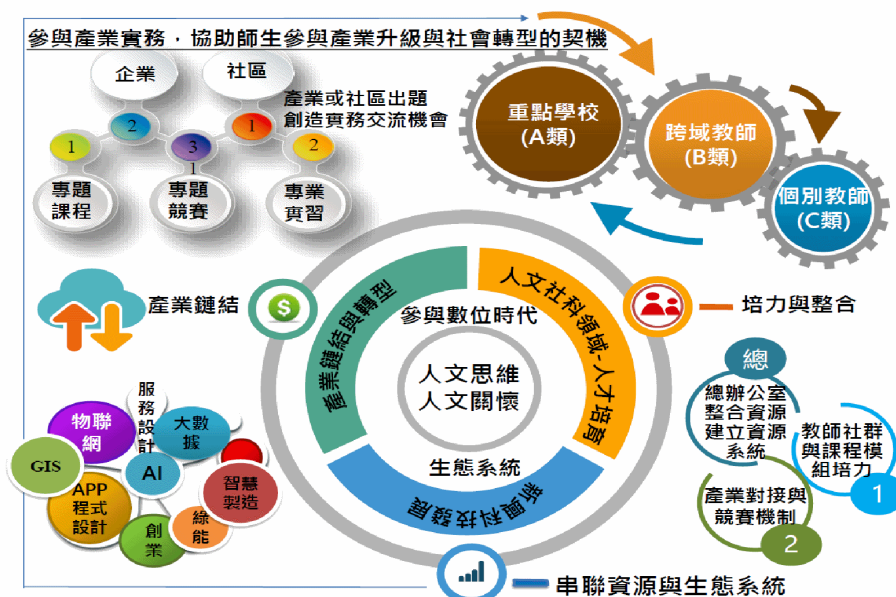 參與產業實務，協助師生參與產業升級與社會轉型的契機
企業
社區
產業或社區出題
創造實務交流機會
1
2
3
1
1
2
專題
課程
專題
競賽
專業
實習
重點學校
(A類)
跨域教師
(B類)
個別教師
(C類)
產業鏈結
$
培力與整合
產業鏈結與轉型
人文社科領域-人才培育
新興科技發展
參與數位時代
人文思維
人文關懷
生態系統
物聯
網
服
務
設
計
大數
據
GIS
AI
智慧
製造
APP
程式
設計
創
業
綠
能
總
總辦公室
整合資源
建立資源
系統
教師社群
與課程模
組培力
1
產業對接與
競賽機制
2
串聯資源與生態系統